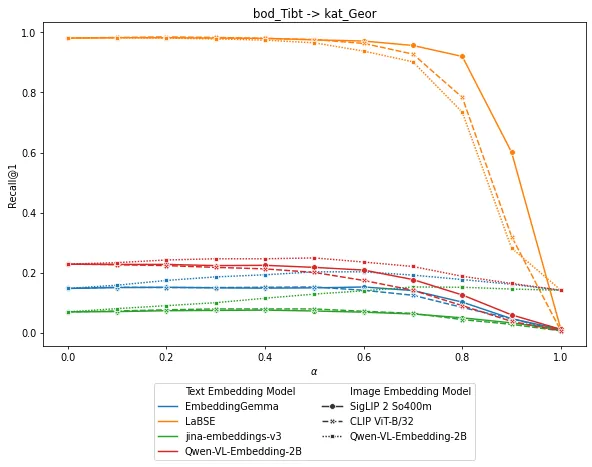 bod_Tibt -> kat_Geor
1.0
0.8
0.6
0.4
0.2
0.0
Recall@1
0.0 0.2 0.4 0.6 0.8 1.0
α
Text Embedding Model Image Embedding Model
EmbeddingGemma SigLIP 2 So400m
LaBSE CLIP ViT-B/32
jina-embeddings-v3 Qwen-VL-Embedding-2B
Qwen-VL-Embedding-2B